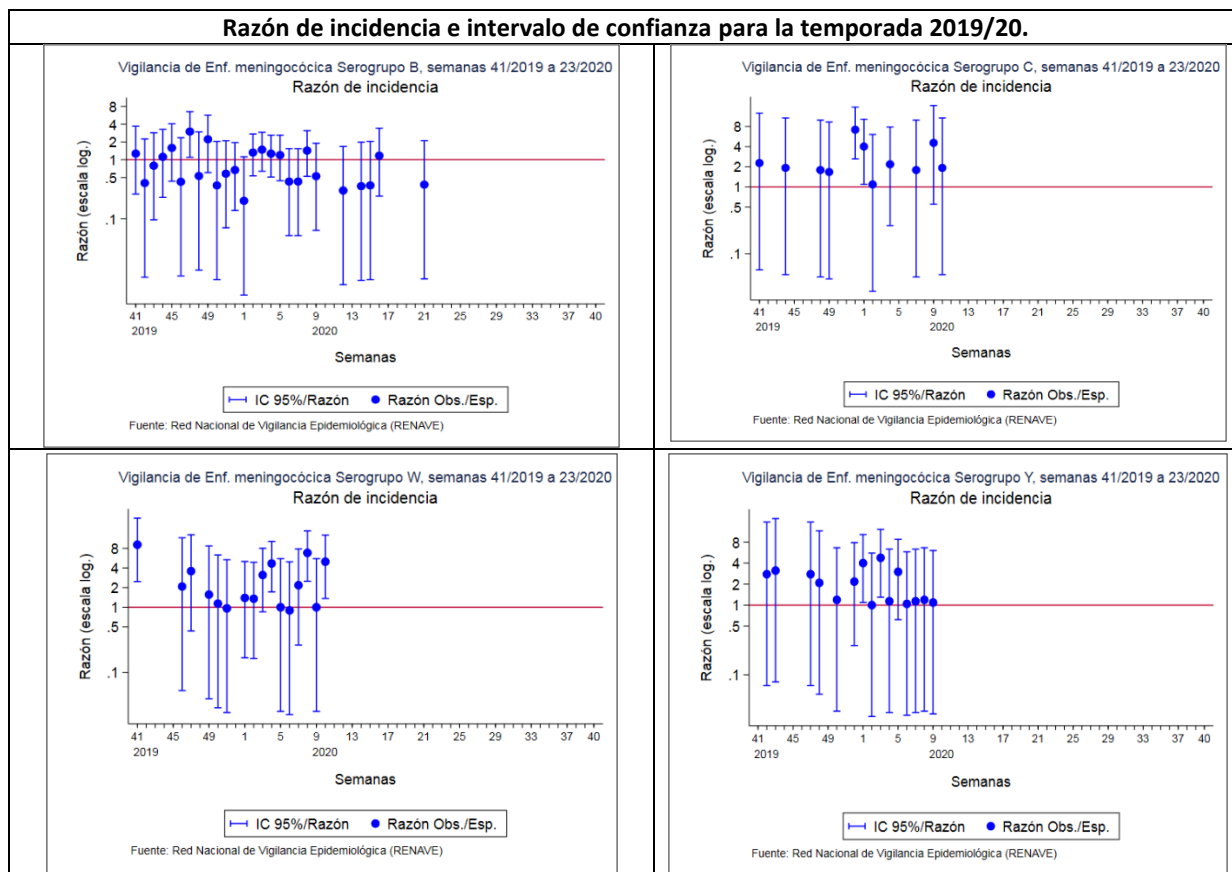 Razón de incidencia e intervalo de confianza para la temporada 2019/20.
Vigilancia de Enf. meningocócica Serogrupo B, semanas 41/2019 a 23/2020
Razón de incidencia
Razón (escala log.)
8
4
2
1
.5
.1
41 45 49 1 5 9 13 17 21 25 29 33 37 40
2019 2020
Semanas
IC 95%/Razón Razón Obs./Esp.
Fuente: Red Nacional de Vigilancia Epidemiológica (RENAVE)
Vigilancia de Enf. meningocócica Serogrupo C, semanas 41/2019 a 23/2020
Razón de incidencia
Razón (escala log.)
8
4
2
1
.5
.1
41 45 49 1 5 9 13 17 21 25 29 33 37 40
2019 2020
Semanas
IC 95%/Razón Razón Obs./Esp.
Fuente: Red Nacional de Vigilancia Epidemiológica (RENAVE)
Vigilancia de Enf. meningocócica Serogrupo W, semanas 41/2019 a 23/2020
Razón de incidencia
Razón (escala log.)
8
4
2
1
.5
.1
41 45 49 1 5 9 13 17 21 25 29 33 37 40
2019 2020
Semanas
IC 95%/Razón Razón Obs./Esp.
Fuente: Red Nacional de Vigilancia Epidemiológica (RENAVE)
Vigilancia de Enf. meningocócica Serogrupo Y, semanas 41/2019 a 23/2020
Razón de incidencia
Razón (escala log.)
8
4
2
1
.5
.1
41 45 49 1 5 9 13 17 21 25 29 33 37 40
2019 2020
Semanas
IC 95%/Razón Razón Obs./Esp.
Fuente: Red Nacional de Vigilancia Epidemiológica (RENAVE)